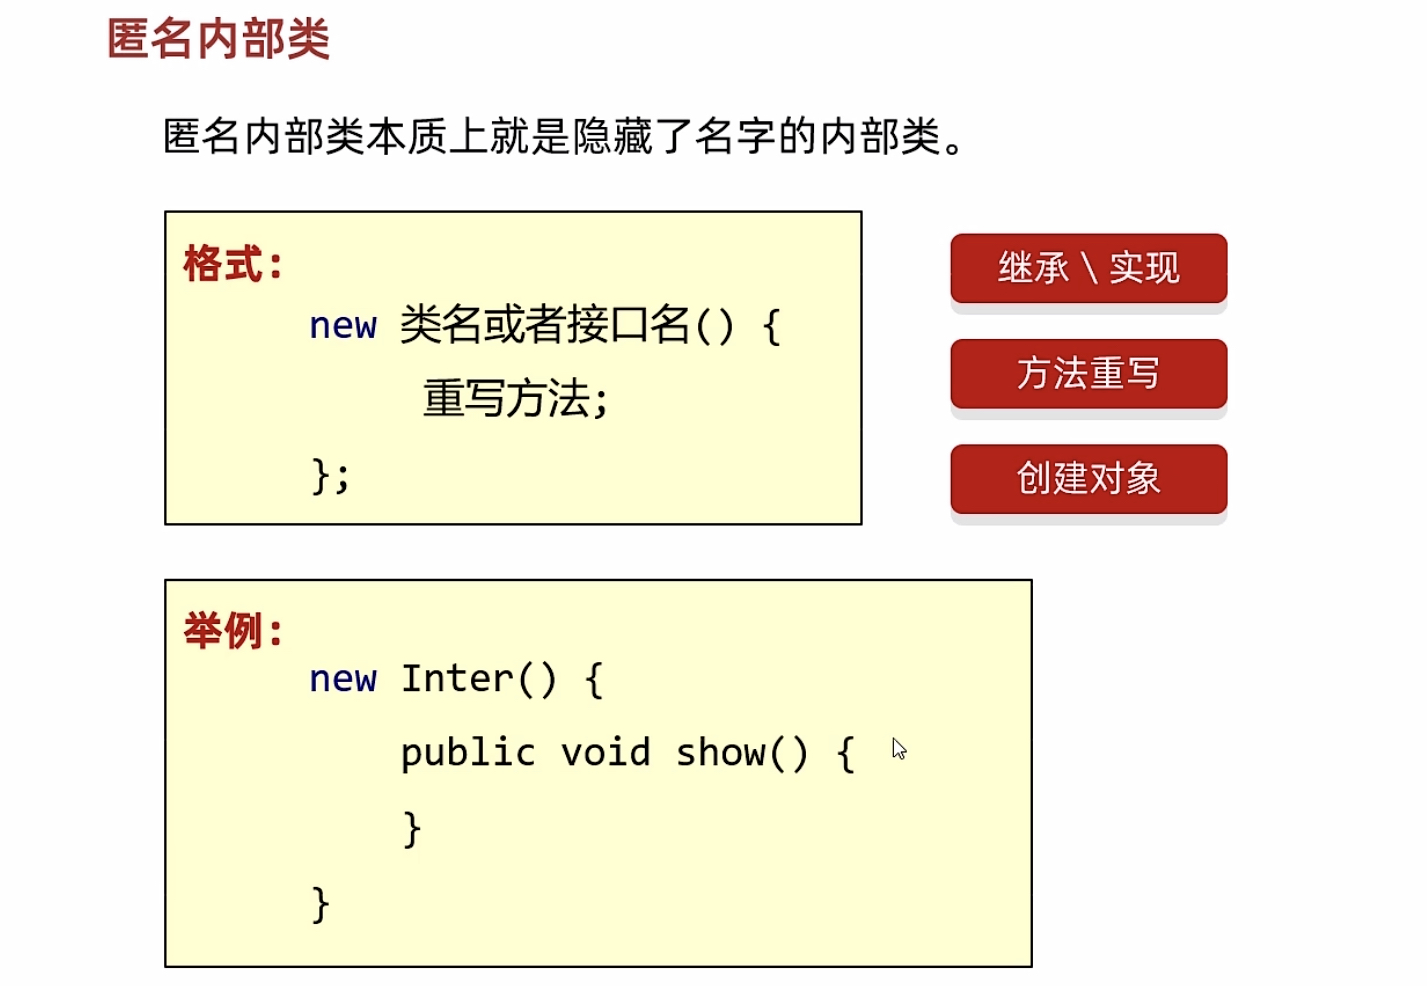 匿名内部类
匿名内部类本质上就是隐藏了名字的内部类。
格式：
new 类名或者接口名() {
重写方法;
};
继承 \ 实现
方法重写
创建对象
举例：
new Inter() {
public void show() {
}
}